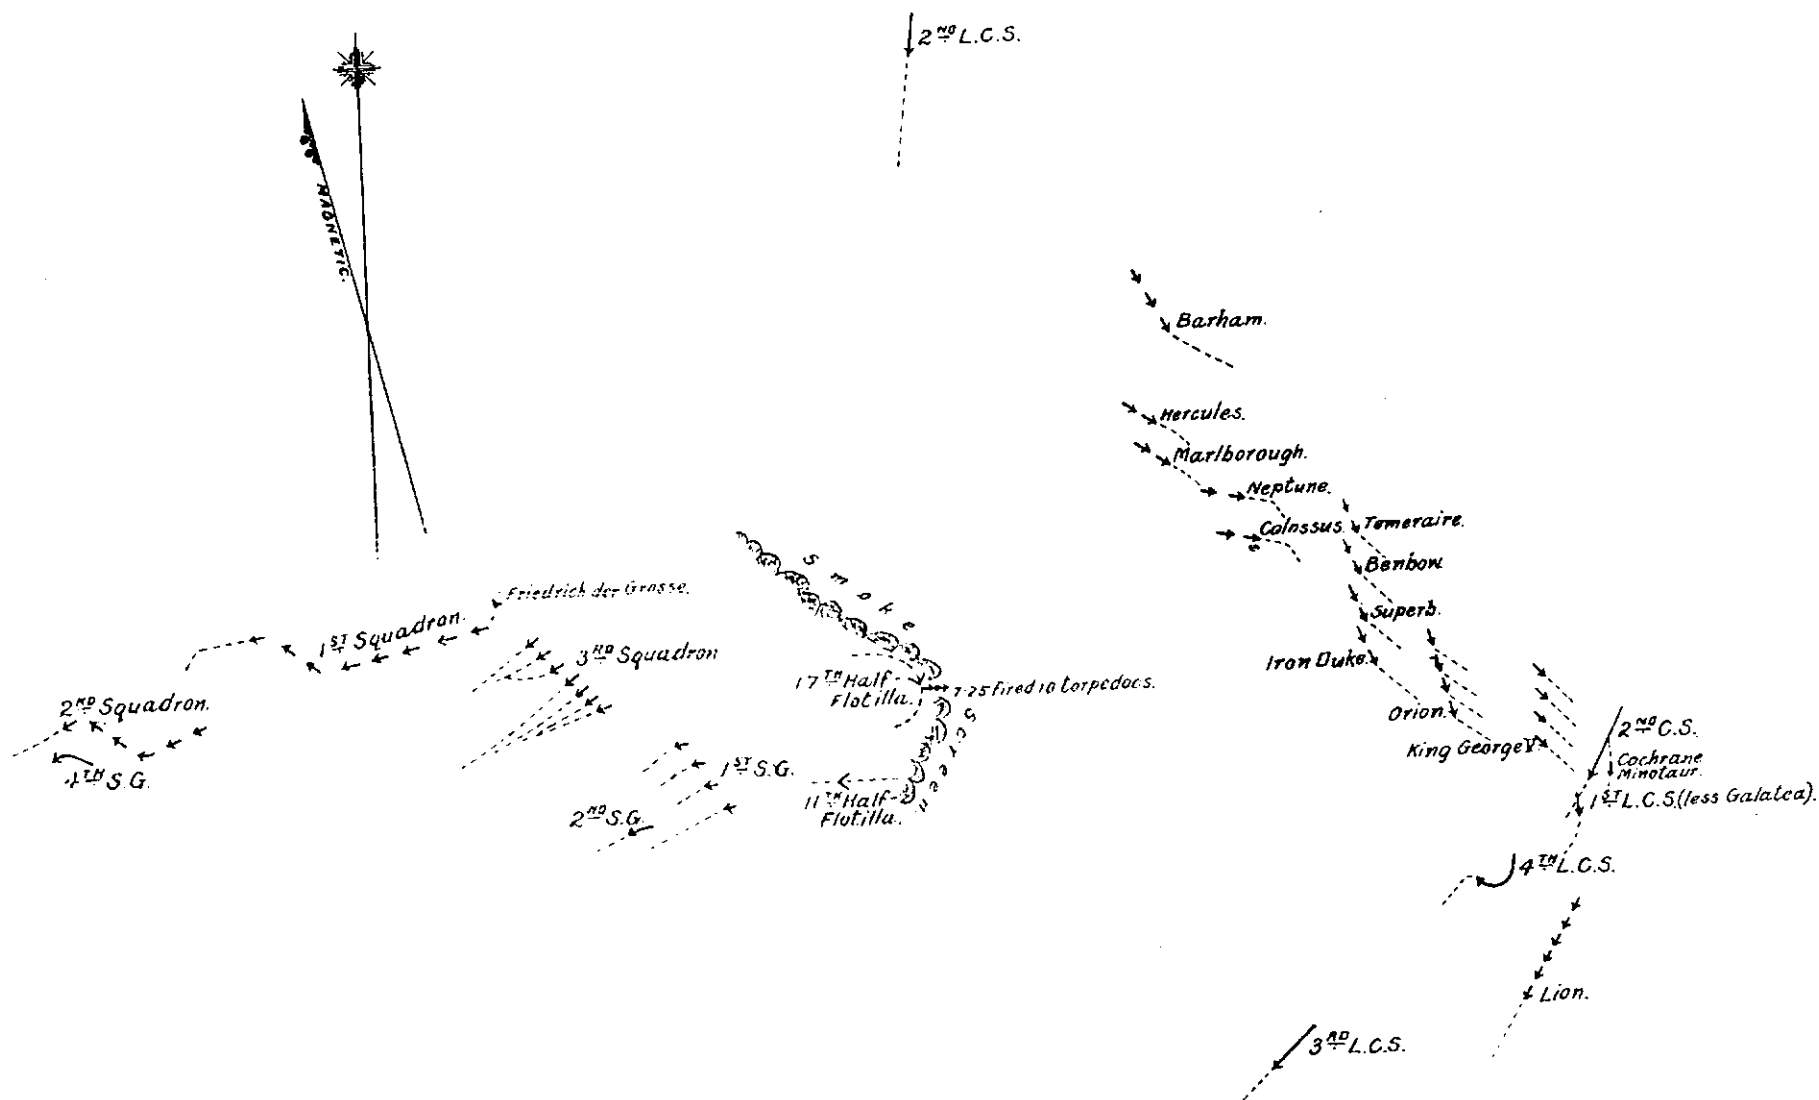 2ND L.C.S.
MAGNETIC.
Barham.
Hercules.
Marlborough.
Neptune.
Colossus.
Temeraire.
Benbow
Superb.
Iron Duke.
Orion.
King George V
2ND C.S.
Cochrane
Minotaur.
1ST L.C.S. (less Galatea).
4TH L.C.S.
Lion.
3RD L.C.S.
Smoke
Screen
Friedrich der Grosse.
1ST Squadron.
3RD Squadron
17TH Half-
Flotilla.
7·25 fired 10 torpedoes.
2ND Squadron.
4TH S.G.
1ST S.G.
2ND S.G.
11TH Half-
Flotilla.